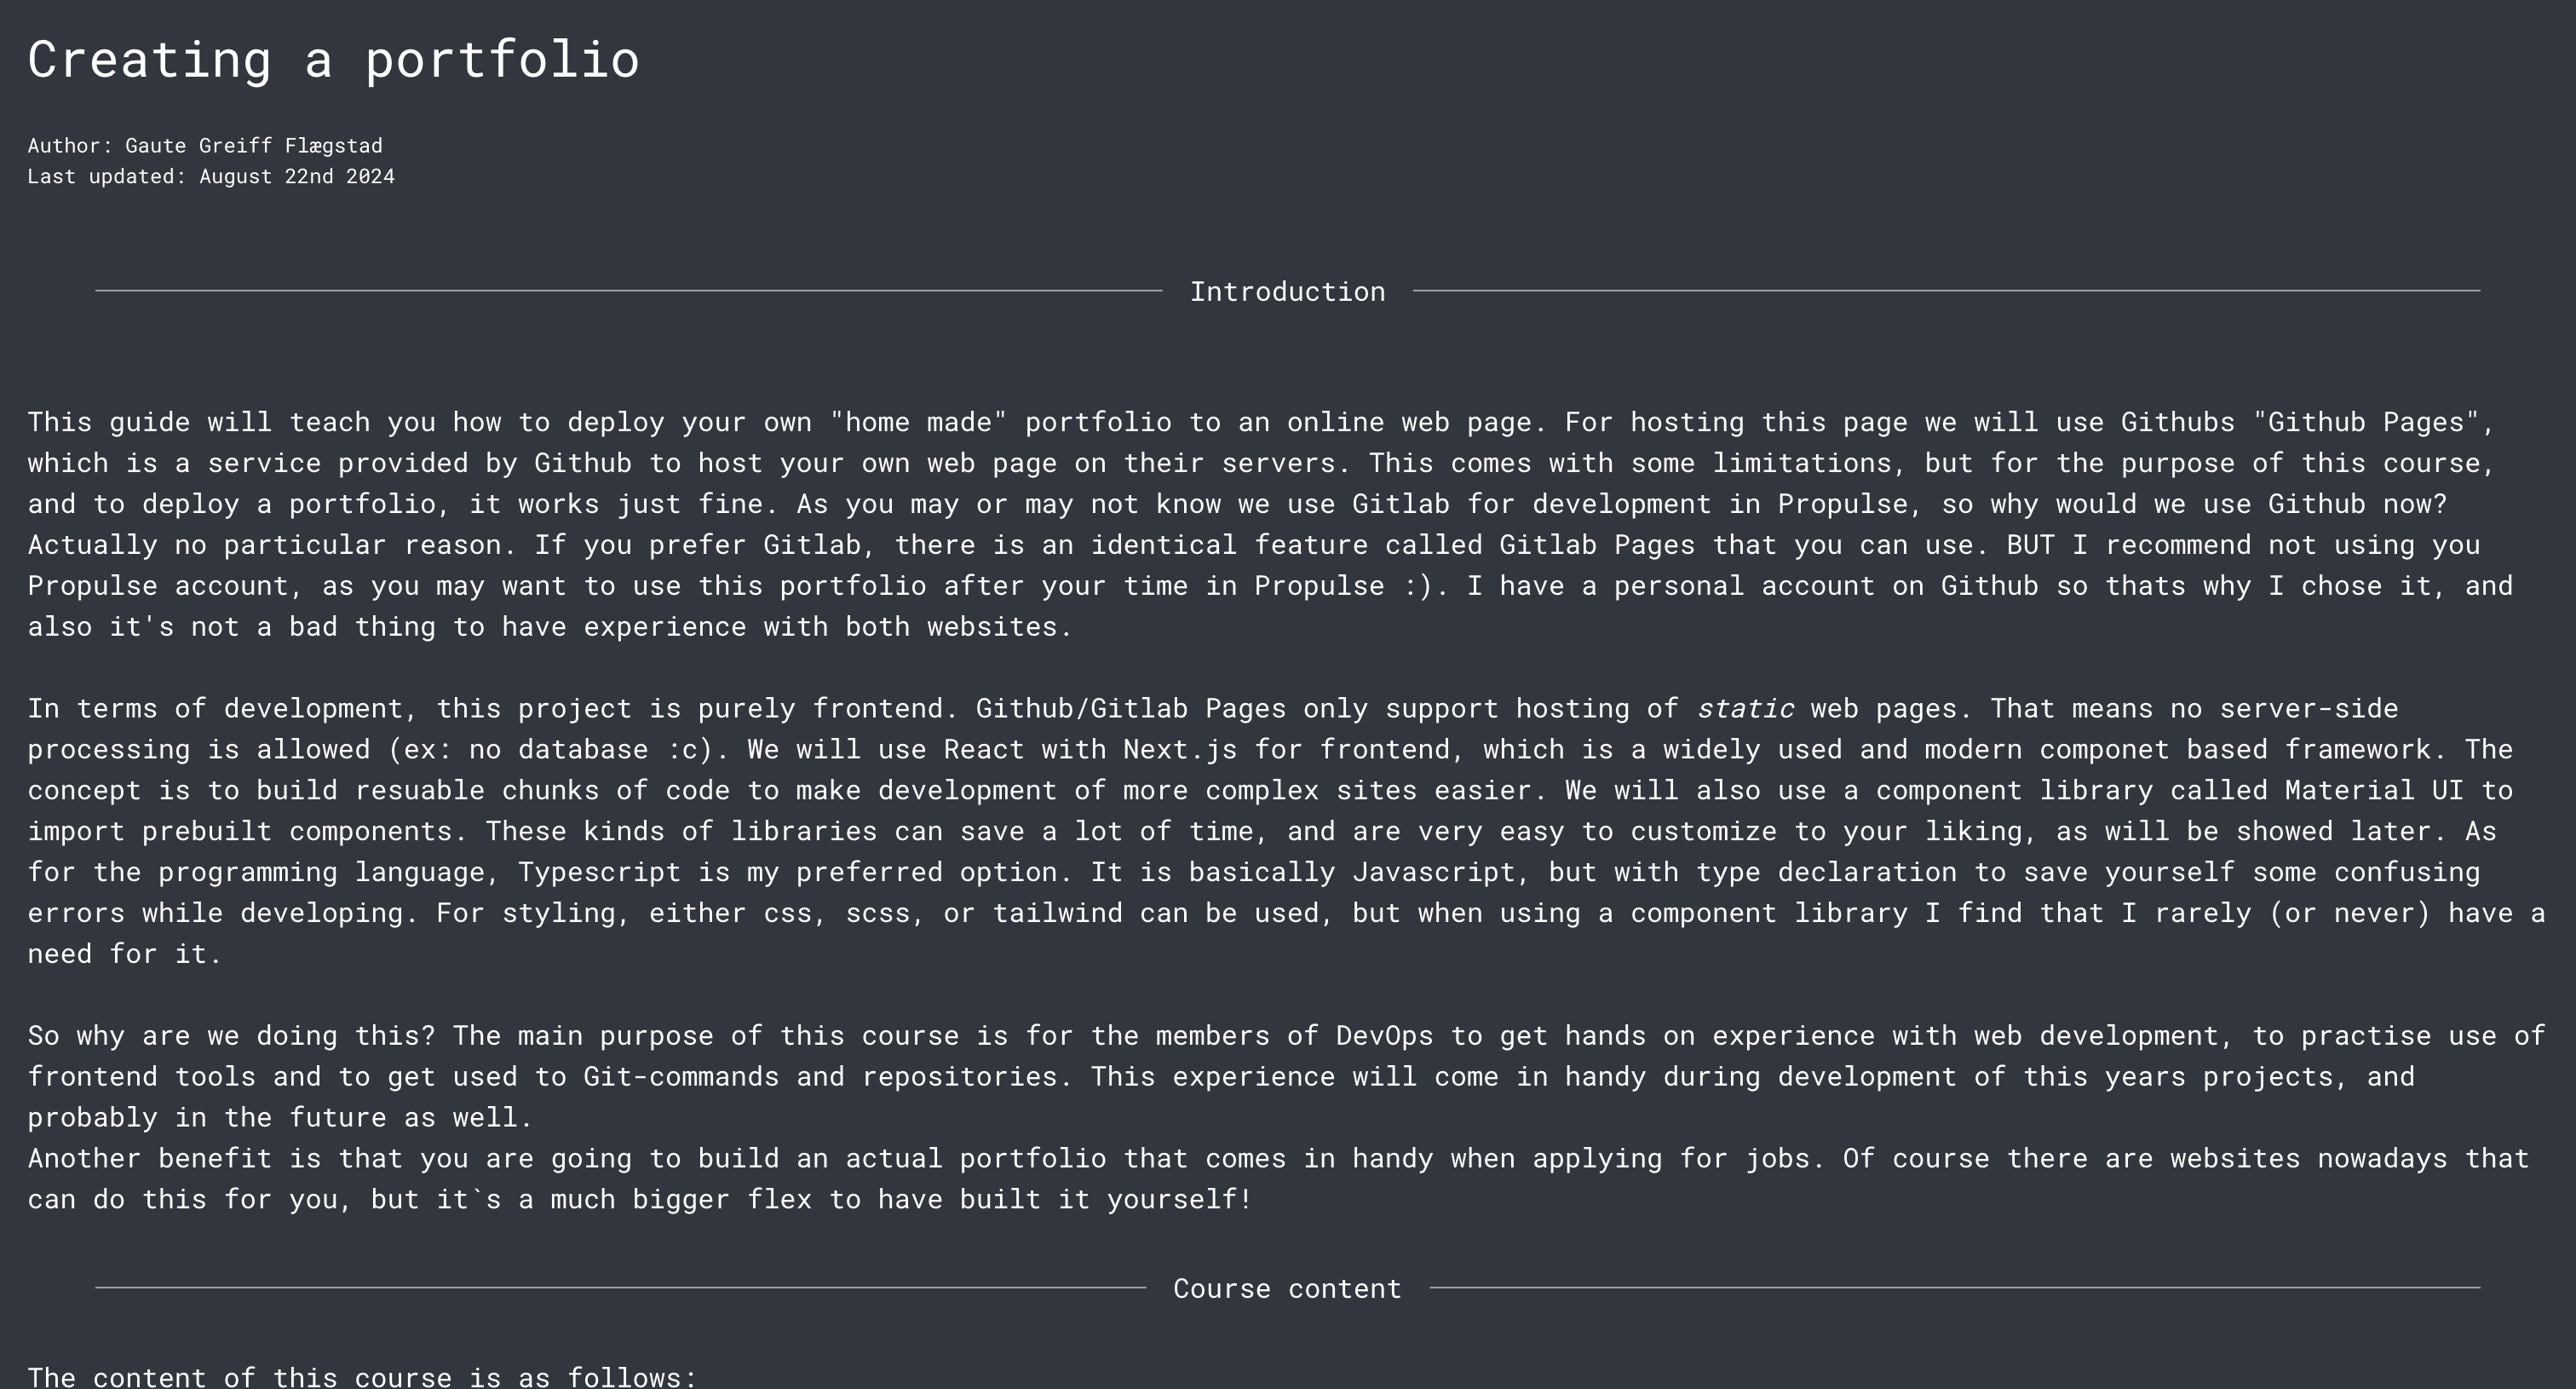 Creating a portfolio
Author: Gaute Greiff Flægstad
Last updated: August 22nd 2024
Introduction
This guide will teach you how to deploy your own "home made" portfolio to an online web page. For hosting this page we will use Githubs "Github Pages",
which is a service provided by Github to host your own web page on their servers. This comes with some limitations, but for the purpose of this course,
and to deploy a portfolio, it works just fine. As you may or may not know we use Gitlab for development in Propulse, so why would we use Github now?
Actually no particular reason. If you prefer Gitlab, there is an identical feature called Gitlab Pages that you can use. BUT I recommend not using you
Propulse account, as you may want to use this portfolio after your time in Propulse :). I have a personal account on Github so thats why I chose it, and
also it's not a bad thing to have experience with both websites.
In terms of development, this project is purely frontend. Github/Gitlab Pages only support hosting of static web pages. That means no server-side
processing is allowed (ex: no database :c). We will use React with Next.js for frontend, which is a widely used and modern componet based framework. The
concept is to build resuable chunks of code to make development of more complex sites easier. We will also use a component library called Material UI to
import prebuilt components. These kinds of libraries can save a lot of time, and are very easy to customize to your liking, as will be showed later. As
for the programming language, Typescript is my preferred option. It is basically Javascript, but with type declaration to save yourself some confusing
errors while developing. For styling, either css, scss, or tailwind can be used, but when using a component library I find that I rarely (or never) have a
need for it.
So why are we doing this? The main purpose of this course is for the members of DevOps to get hands on experience with web development, to practise use of
frontend tools and to get used to Git-commands and repositories. This experience will come in handy during development of this years projects, and
probably in the future as well.
Another benefit is that you are going to build an actual portfolio that comes in handy when applying for jobs. Of course there are websites nowadays that
can do this for you, but it`s a much bigger flex to have built it yourself!
Course content
The content of this course is as follows: